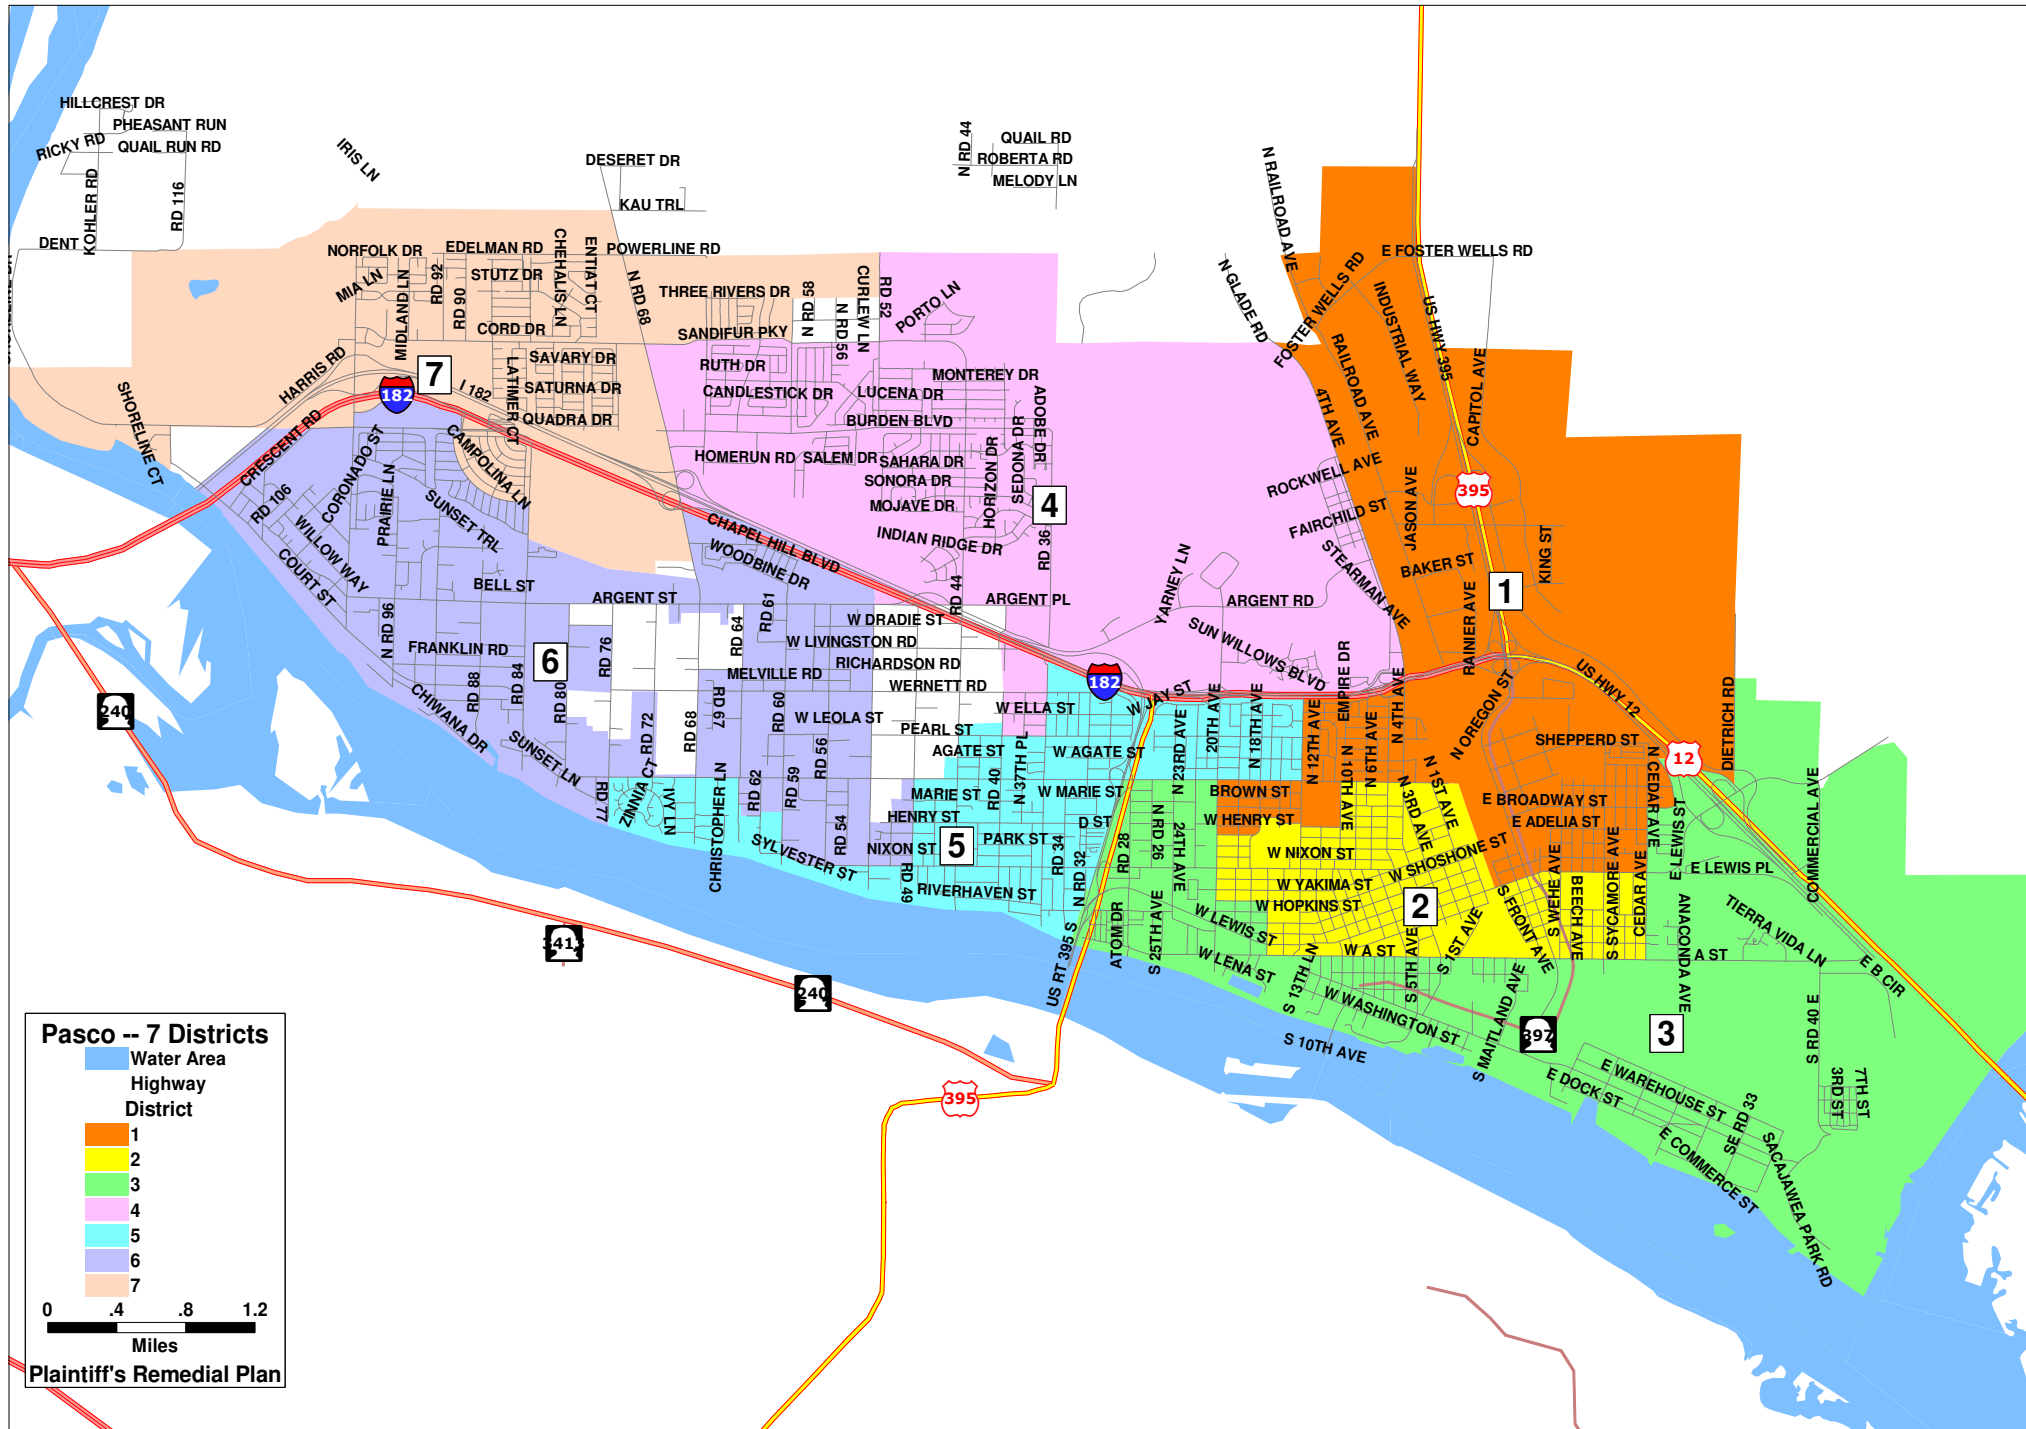 HILLCREST DR
PHEASANT RUN
RICKY RD
QUAIL RUN RD
KOHLER RD
RD 116
DENT
IRIS LN
DESERET DR
KAU TRL
N RD 44
QUAIL RD
ROBERTA RD
MELODY LN
N RAILROAD AVE
NORFOLK DR
EDELMAN RD
CHEHALIS LN
ENTIAT CT
POWERLINE RD
MIA LN
MIDLAND LN
RD 92
RD 90
STUTZ DR
CORD DR
N RD 68
THREE RIVERS DR
SANDIFUR PKY
N RD 58
N RD 56
CURLEW LN
RD 52
PORTO LN
N GLADE RD
FOSTER WELLS RD
E FOSTER WELLS RD
INDUSTRIAL WAY
US HWY 395
RAILROAD AVE
4TH AVE
CAPITOL AVE
HARRIS RD
7
182
I 182
LATIMER CT
SAVARY DR
SATURNA DR
QUADRA DR
RUTH DR
CANDLESTICK DR
LUCENA DR
MONTEREY DR
BURDEN BLVD
ADOBE DR
SHORELINE CT
CRESCENT RD
CORONADO ST
CAMPOLINA LN
HOMERUN RD
SALEM DR
SAHARA DR
SONORA DR
MOJAVE DR
HORIZON DR
SEDONA DR
4
INDIAN RIDGE DR
RD 36
ROCKWELL AVE
FAIRCHILD ST
JASON AVE
395
KING ST
RD 106
WILLOW WAY
COURT ST
PRAIRIE LN
SUNSET TRL
CHAPEL HILL BLVD
WOODBINE DR
BELL ST
ARGENT ST
RD 44
ARGENT PL
YARNEY LN
ARGENT RD
STEARMAN AVE
BAKER ST
RAINIER AVE
1
N RD 96
FRANKLIN RD
6
RD 76
RD 64
RD 61
W DRADIE ST
W LIVINGSTON RD
RICHARDSON RD
MELVILLE RD
WERNETT RD
SUN WILLOWS BLVD
EMPIRE DR
CHIWANA DR
RD 88
RD 84
RD 80
RD 72
RD 68
RD 67
RD 60
W LEOLA ST
PEARL ST
W ELLA ST
182
W JAY ST
20TH AVE
N 18TH AVE
N 4TH AVE
N OREGON ST
US HWY 12
DIETRICH RD
240
SUNSET LN
RD 77
ZINNIA CT
IVY LN
CHRISTOPHER LN
RD 62
RD 59
RD 56
AGATE ST
N 37TH PL
W AGATE ST
N 23RD AVE
N 12TH AVE
N 10TH AVE
N 6TH AVE
N 3RD AVE
N 1ST AVE
SHEPPERD ST
N CEDAR AVE
12
MARIE ST
RD 40
W MARIE ST
BROWN ST
E BROADWAY ST
COMMERCIAL AVE
HENRY ST
D ST
W HENRY ST
E ADELIA ST
E LEWIS ST
SYLVESTER ST
RD 54
NIXON ST
5
PARK ST
RD 34
N RD 32
RD 28
N RD 26
24TH AVE
W NIXON ST
W SHOSHONE ST
E LEWIS PL
RD 49
RIVERHAVEN ST
W YAKIMA ST
W HOPKINS ST
2
S FRONT AVE
S WEHE AVE
BEECH AVE
S SYCAMORE AVE
CEDAR AVE
ANACONDA AVE
TIERRA VIDA LN
US RT 395 S
ATOM DR
S 25TH AVE
W LEWIS ST
W LENA ST
W A ST
S 5TH AVE
S 1ST AVE
A ST
E B CIR
3413
240
S 13TH LN
W WASHINGTON ST
S MAITLAND AVE
397
3
S RD 40 E
S 10TH AVE
E DOCK ST
E WAREHOUSE ST
SE RD 33
3RD ST
7TH ST
E COMMERCE ST
SACAJAWEA PARK RD
395
Pasco -- 7 Districts
Water Area
Highway
District
1
2
3
4
5
6
7
0 .4 .8 1.2
Miles
Plaintiff's Remedial Plan